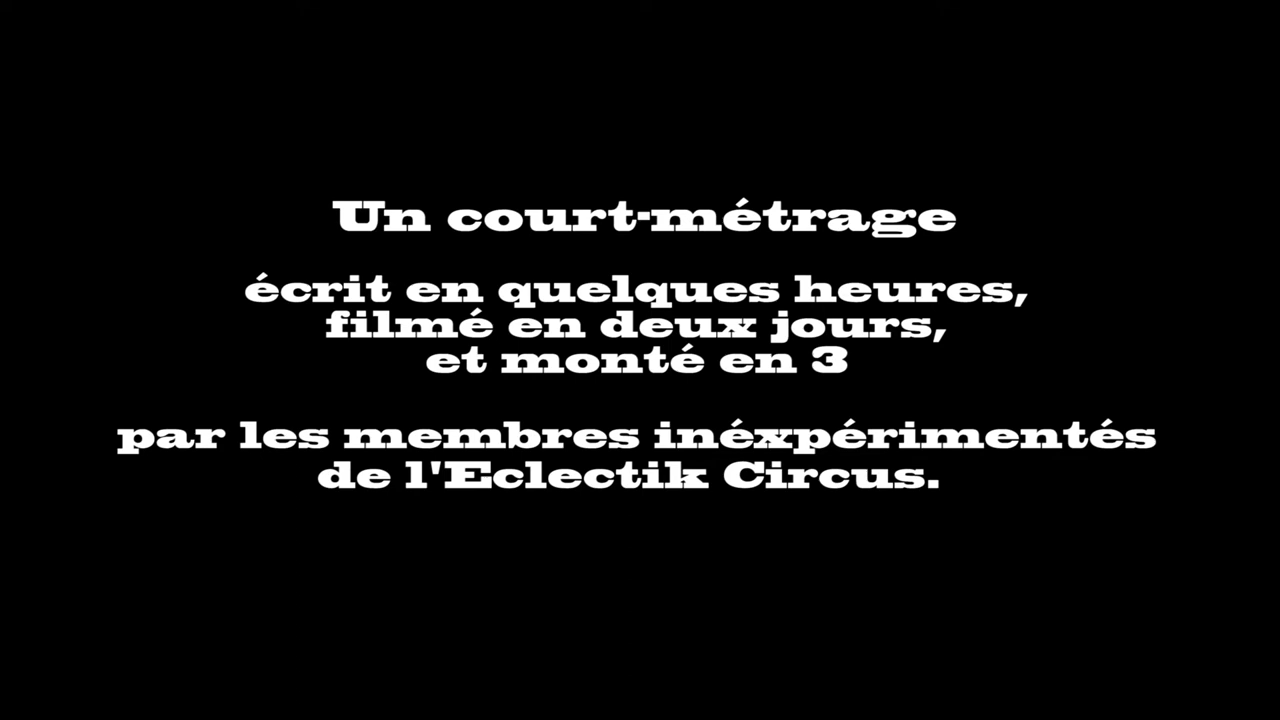 Un court-métrage
écrit en quelques heures,
filmé en deux jours,
et monté en 3
par les membres inéxpérimentés
de l'Eclectik Circus.